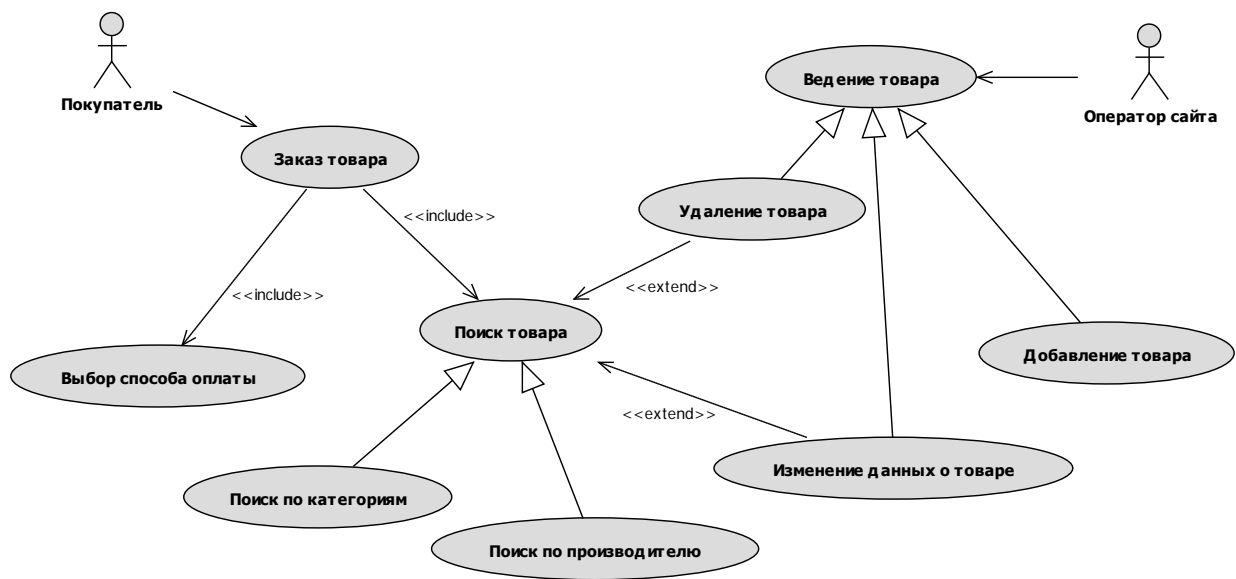 Покупатель
Ведение товара
Оператор сайта
Заказ товара
Удаление товара
<<include>>
<<include>>
<<extend>>
Поиск товара
Добавление товара
Выбор способа оплаты
<<extend>>
Изменение данных о товаре
Поиск по категориям
Поиск по производителю